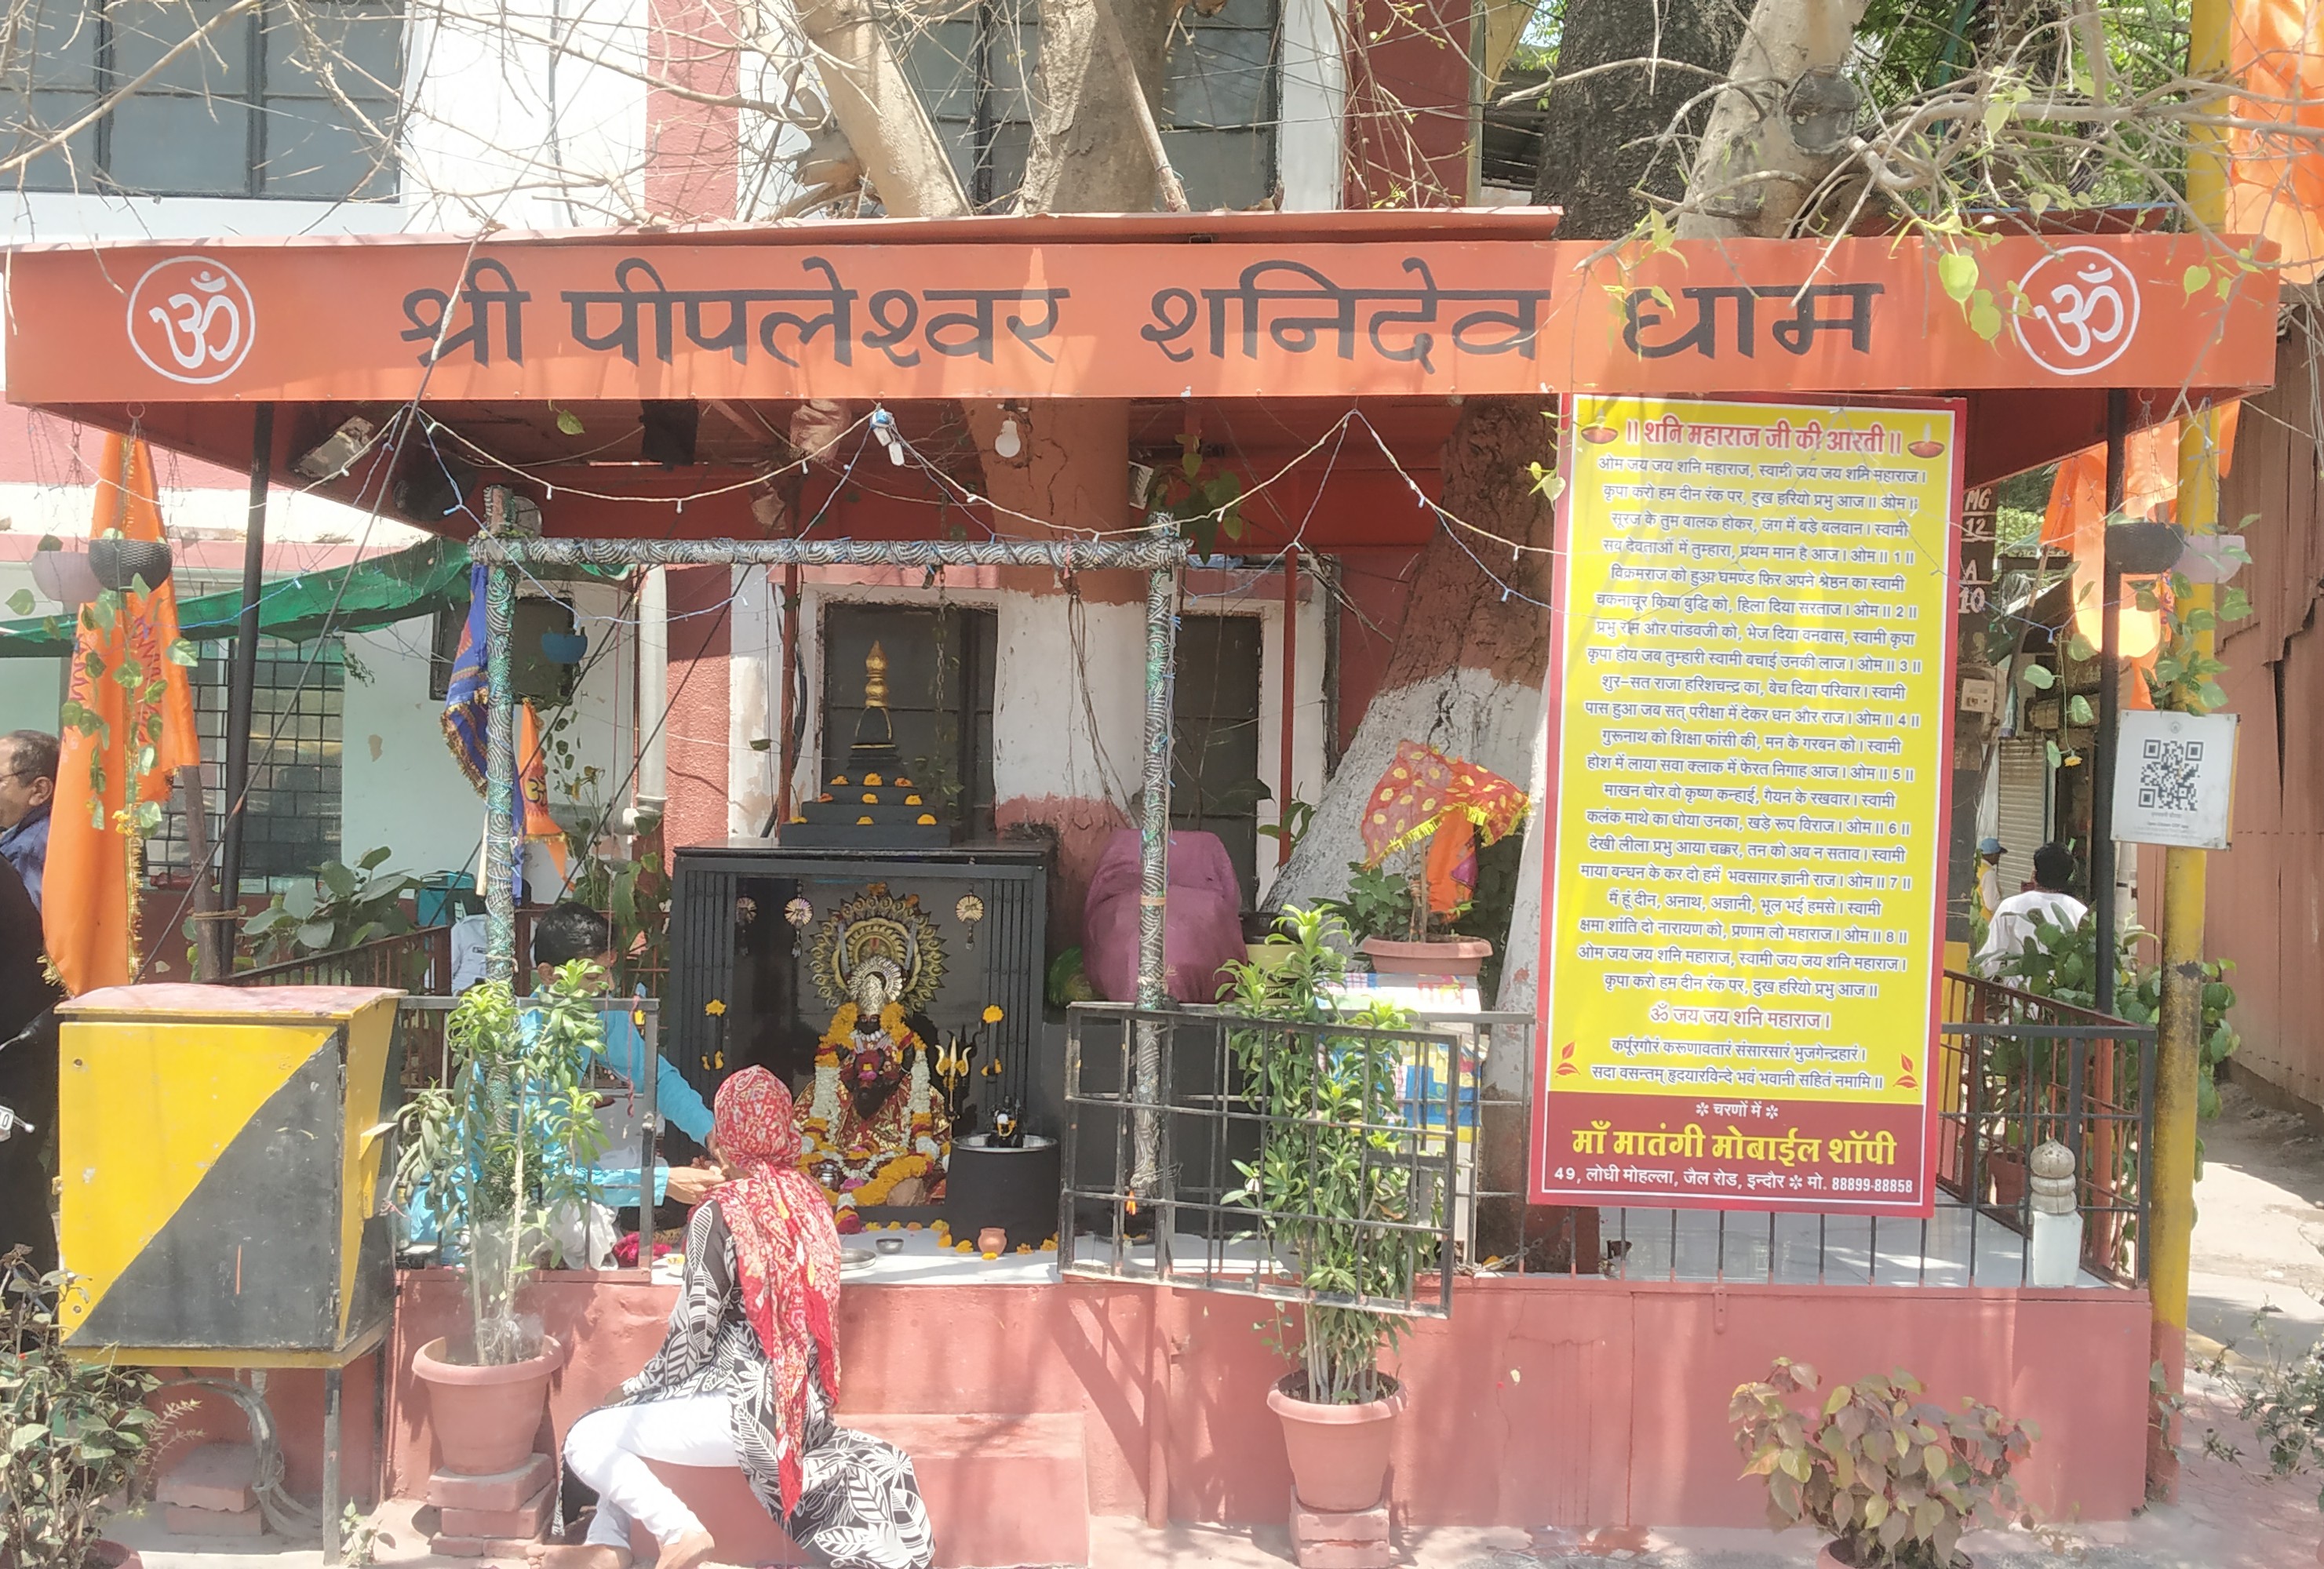 ॐ श्री पीपलेश्वर शनिदेव धाम ॐ
॥ शनि महाराज जी की आरती ॥
ओम जय जय शनि महाराज, स्वामी जय जय शनि महाराज।
कृपा करो हम दीन रंक पर, दुख हरियो प्रभु आज॥ ओम॥
सूरज के तुम बालक होकर, जग में बड़े बलवान। स्वामी
सब देवताओं में तुम्हारा, प्रथम मान है आज। ओम॥ 1॥
विक्रमराज को हुआ घमण्ड फिर अपने श्रेष्ठन का स्वामी
चकनाचूर किया बुद्धि को, हिला दिया सरताज। ओम॥ 2॥
प्रभु राम और पांडवजी को, भेज दिया वनवास, स्वामी कृपा
कृपा होय जब तुम्हारी स्वामी बचाई उनकी लाज। ओम॥ 3॥
शुर-सत राजा हरिशचन्द्र का, बेच दिया परिवार। स्वामी
पास हुआ जब सत् परीक्षा में देकर धन और राज। ओम॥ 4॥
गुरूनाथ को शिक्षा फांसी की, मन के गरबन को। स्वामी
होश में लाया सवा क्लाक में फेरत निगाह आज। ओम॥ 5॥
माखन चोर वो कृष्ण कन्हाई, गैयन के रखवार। स्वामी
कलंक माथे का धोया उनका, खड़े रूप विराज। ओम॥ 6॥
देखी लीला प्रभु आया चक्कर, तन को अब न सताव। स्वामी
माया बन्धन के कर दो हमें भवसागर ज्ञानी राज। ओम॥ 7॥
मैं हूं दीन, अनाथ, अज्ञानी, भूल भई हमसे। स्वामी
क्षमा शांति दो नारायण को, प्रणाम लो महाराज। ओम॥ 8॥
ओम जय जय शनि महाराज, स्वामी जय जय शनि महाराज।
कृपा करो हम दीन रंक पर, दुख हरियो प्रभु आज॥
ॐ जय जय शनि महाराज।
कर्पूरगौरं करूणावतारं संसारसारं भुजगेन्द्रहारं।
सदा वसन्तम् हृदयारविन्दे भवं भवानी सहितं नमामि॥
❇ चरणों में ❇
माँ मातंगी मोबाईल शॉपी
49, लोधी मोहल्ला, जैल रोड, इन्दौर ❇ मो. 88899-88858
MG
12
A
10